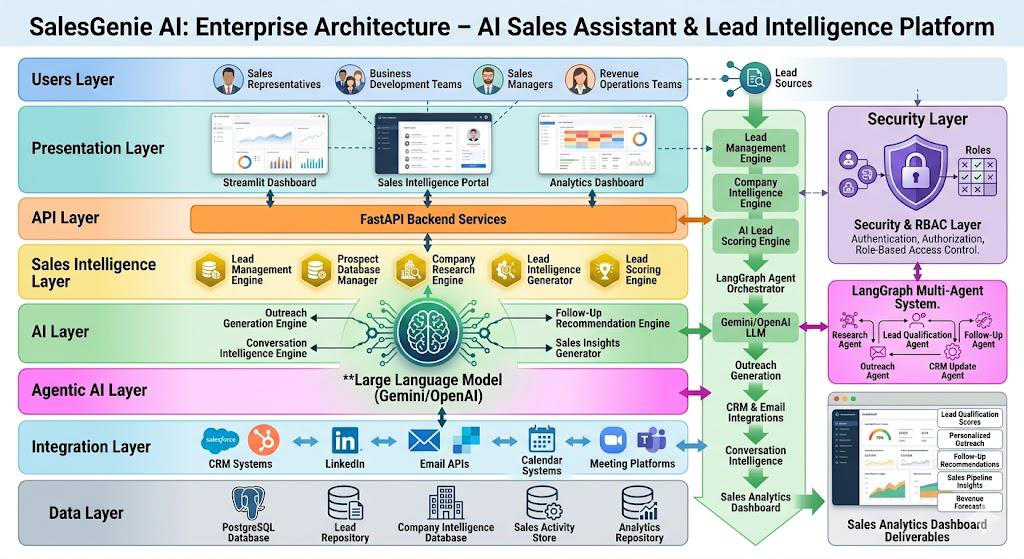 SalesGenie AI: Enterprise Architecture – AI Sales Assistant & Lead Intelligence Platform
Users Layer
Sales
Representatives
Business
Development Teams
Sales
Managers
Revenue
Operations Teams
Lead
Sources
Presentation Layer
Streamlit Dashboard
Sales Intelligence Portal
Analytics Dashboard
API Layer
FastAPI Backend Services
Sales Intelligence
Layer
Lead
Management
Engine
Prospect
Database
Manager
Company
Research
Engine
Lead
Intelligence
Generator
Lead
Scoring
Engine
AI Layer
Outreach
Generation Engine
Conversation
Intelligence Engine
Follow-Up
Recommendation Engine
Sales Insights
Generator
Agentic AI Layer
**Large Language Model
(Gemini/OpenAI)
Integration Layer
salesforce
CRM Systems
in
LinkedIn
Email APIs
Calendar
Systems
T
Meeting Platforms
Data Layer
PostgreSQL
Database
Lead
Repository
Company Intelligence
Database
Sales Activity
Store
Analytics
Repository
Lead
Management
Engine
Company
Intelligence
Engine
AI Lead
Scoring Engine
LangGraph Agent
Orchestrator
Gemini/OpenAI
LLM
Outreach
Generation
CRM & Email
Integrations
Conversation
Intelligence
Sales Analytics
Dashboard
Security Layer
Roles
Security & RBAC Layer
Authentication, Authorization,
Role-Based Access Control.
LangGraph Multi-Agent
System.
Research
Agent
Lead Qualification
Agent
Follow-Up
Agent
Outreach
Agent
CRM Update
Agent
Lead Qualification
Scores
Personalized
Outreach
Follow-Up
Recommendations
Sales Pipeline
Insights
Revenue
Forecasts
Sales Analytics Dashboard
Deliverables